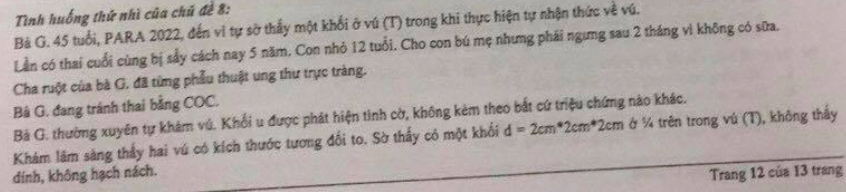 Tình huống thứ nhì của chủ đề 8:
Bà G. 45 tuổi, PARA 2022, đến vì tự sờ thấy một khối ở vú (T) trong khi thực hiện tự nhận thức về vú.
Lần có thai cuối cùng bị sẩy cách nay 5 năm. Con nhỏ 12 tuổi. Cho con bú mẹ nhưng phải ngưng sau 2 tháng vì không có sữa.
Cha ruột của bà G. đã từng phẫu thuật ung thư trực tràng.
Bà G. đang tránh thai bằng COC.
Bà G. thường xuyên tự khám vú. Khối u được phát hiện tình cờ, không kèm theo bất cứ triệu chứng nào khác.
Khám lâm sàng thấy hai vú có kích thước tương đối to. Sờ thấy có một khối d = 2cm*2cm*2cm ở ¼ trên trong vú (T), không thấy
dính, không hạch nách.
Trang 12 của 13 trang